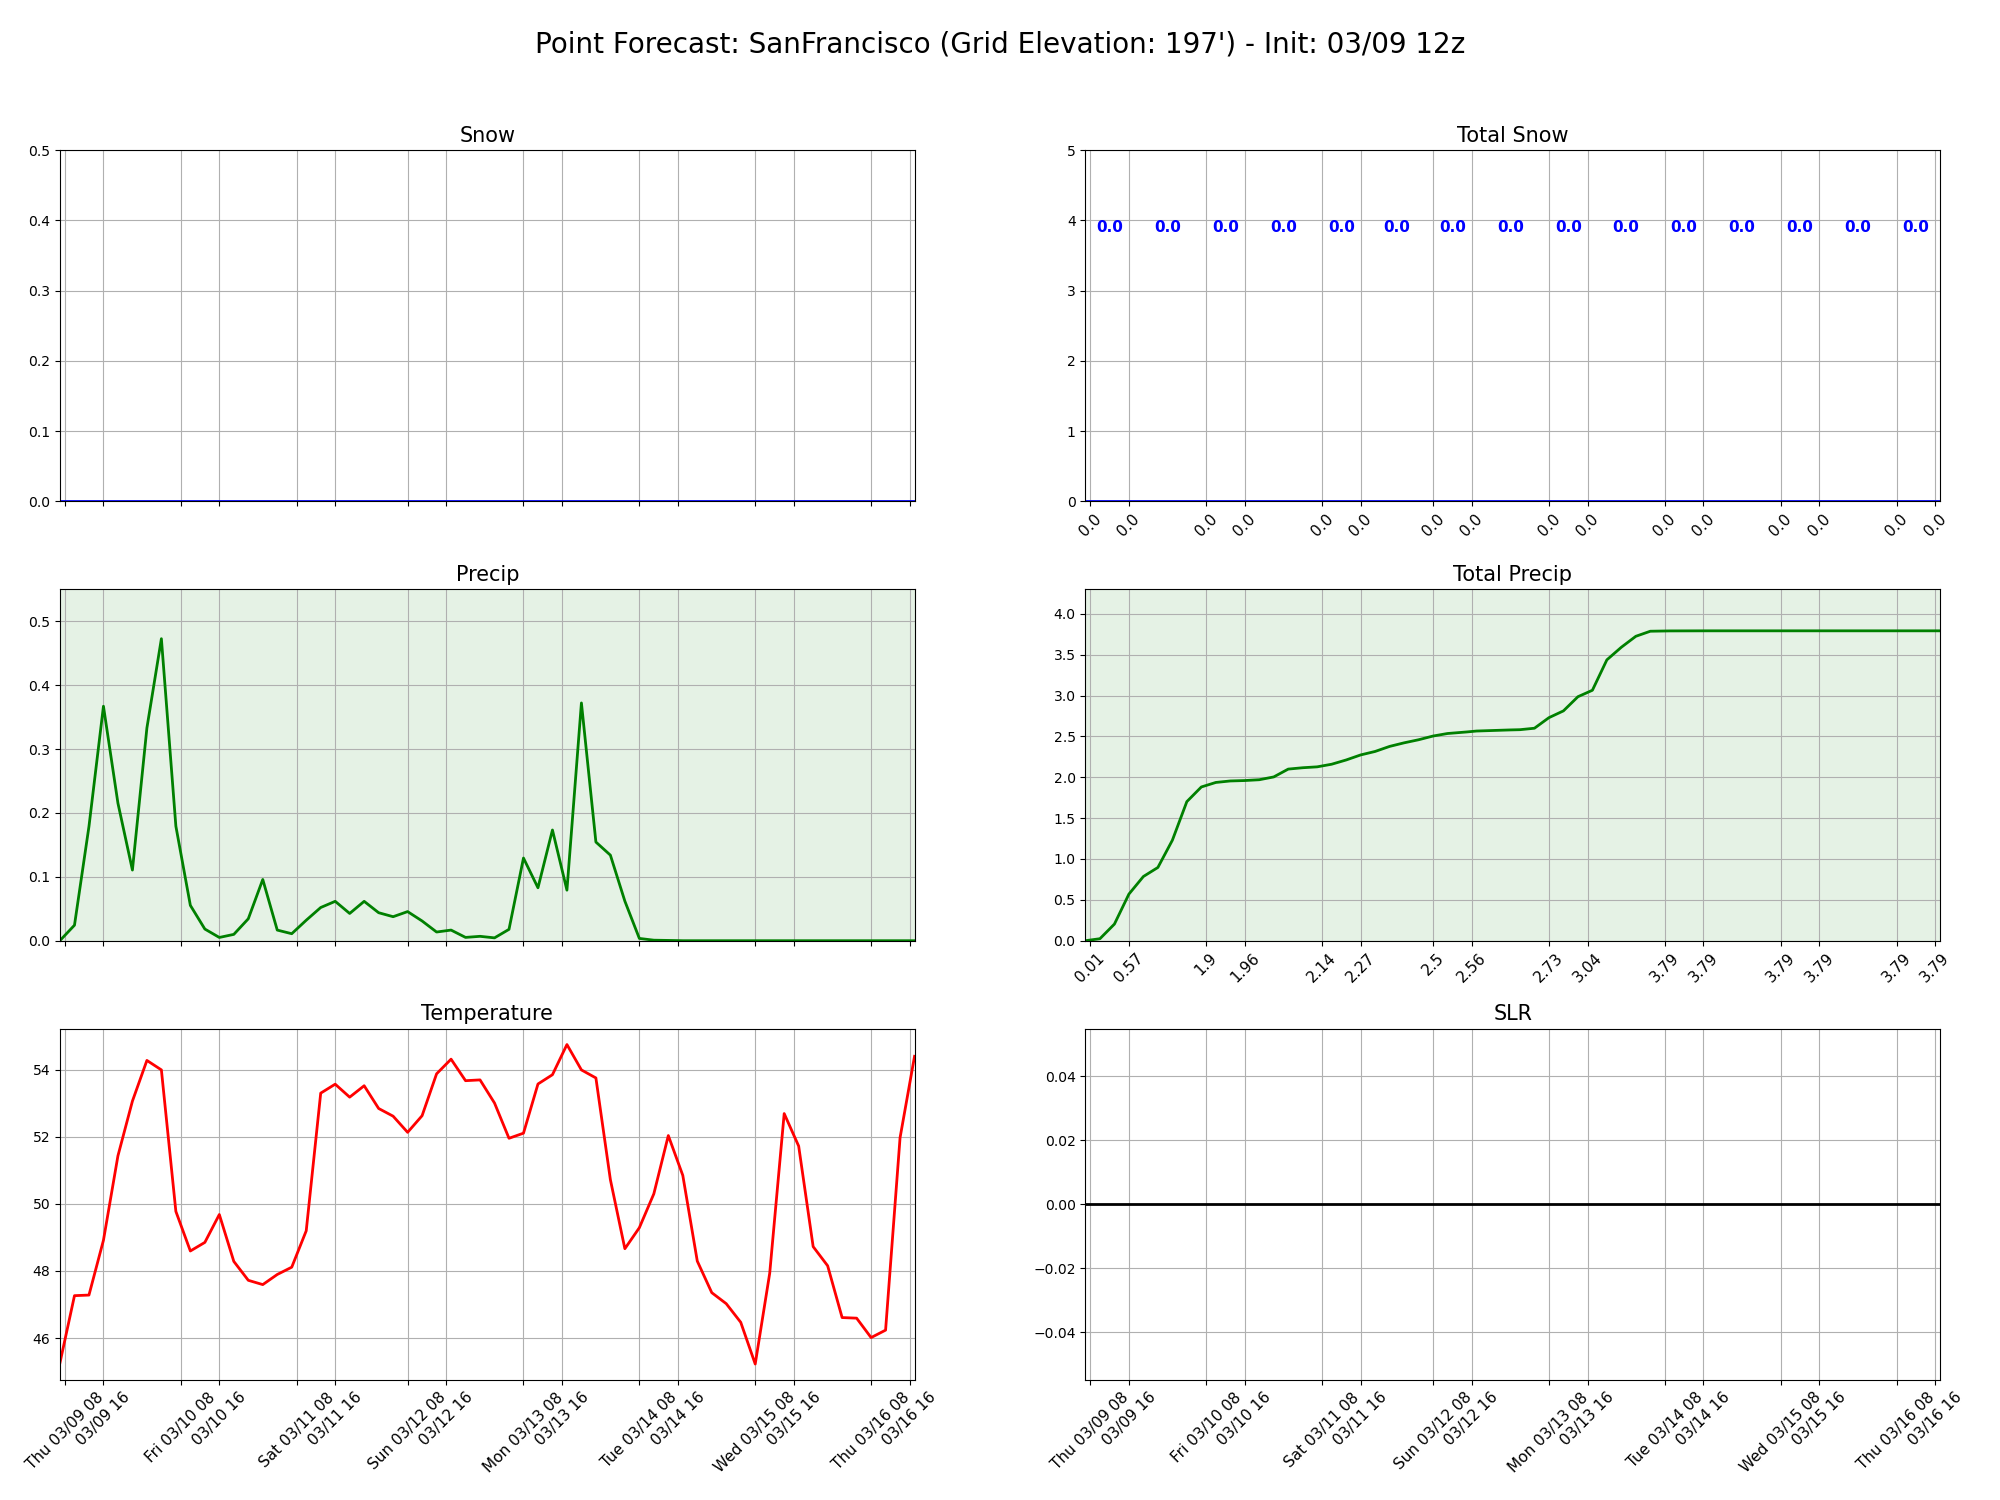 Point Forecast: SanFrancisco (Grid Elevation: 197') - Init: 03/09 12z
Snow
0.5
0.4
0.3
0.2
0.1
0.0
Total Snow
5
4
3
2
1
0
0.0 0.0 0.0 0.0 0.0 0.0 0.0 0.0 0.0 0.0 0.0 0.0 0.0 0.0 0.0
0.0 0.0 0.0 0.0 0.0 0.0 0.0 0.0 0.0 0.0 0.0 0.0 0.0 0.0 0.0 0.0
Precip
0.5
0.4
0.3
0.2
0.1
0.0
Total Precip
4.0
3.5
3.0
2.5
2.0
1.5
1.0
0.5
0.0
0.01 0.57 1.9 1.96 2.14 2.27 2.5 2.56 2.73 3.04 3.79 3.79 3.79 3.79 3.79 3.79
Temperature
54
52
50
48
46
Thu 03/09 08
03/09 16
Fri 03/10 08
03/10 16
Sat 03/11 08
03/11 16
Sun 03/12 08
03/12 16
Mon 03/13 08
03/13 16
Tue 03/14 08
03/14 16
Wed 03/15 08
03/15 16
Thu 03/16 08
03/16 16
SLR
0.04
0.02
0.00
−0.02
−0.04
Thu 03/09 08
03/09 16
Fri 03/10 08
03/10 16
Sat 03/11 08
03/11 16
Sun 03/12 08
03/12 16
Mon 03/13 08
03/13 16
Tue 03/14 08
03/14 16
Wed 03/15 08
03/15 16
Thu 03/16 08
03/16 16